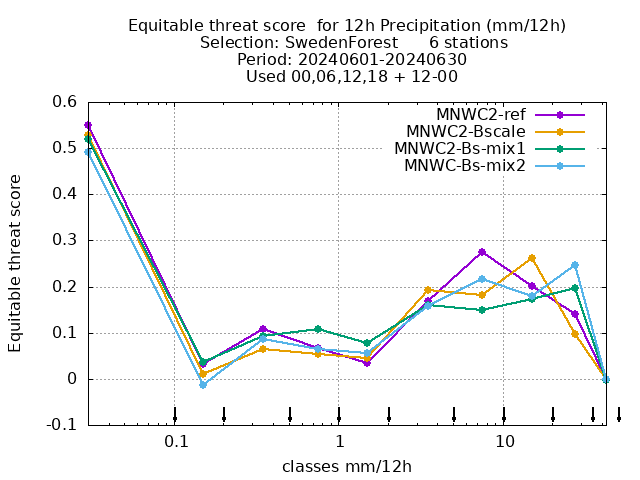 Equitable threat score  for 12h Precipitation (mm/12h)
Selection: SwedenForest      6 stations
Period: 20240601-20240630
Used 00,06,12,18 + 12-00
MNWC2-ref
MNWC2-Bscale
MNWC2-Bs-mix1
MNWC-Bs-mix2
Equitable threat score
0.6
0.5
0.4
0.3
0.2
0.1
0
-0.1
0.1
1
10
classes mm/12h